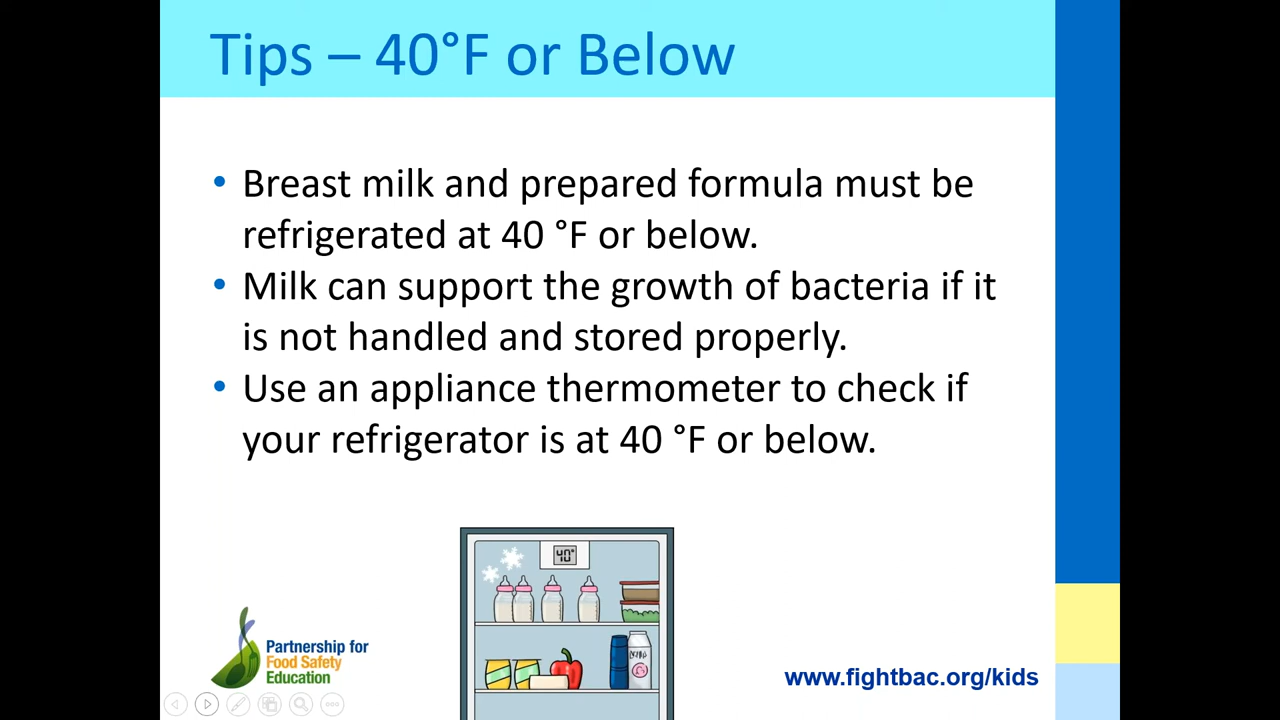 Tips – 40°F or Below
• Breast milk and prepared formula must be
refrigerated at 40 °F or below.
• Milk can support the growth of bacteria if it
is not handled and stored properly.
• Use an appliance thermometer to check if
your refrigerator is at 40 °F or below.
40°
Partnership for
Food Safety
Education
www.fightbac.org/kids